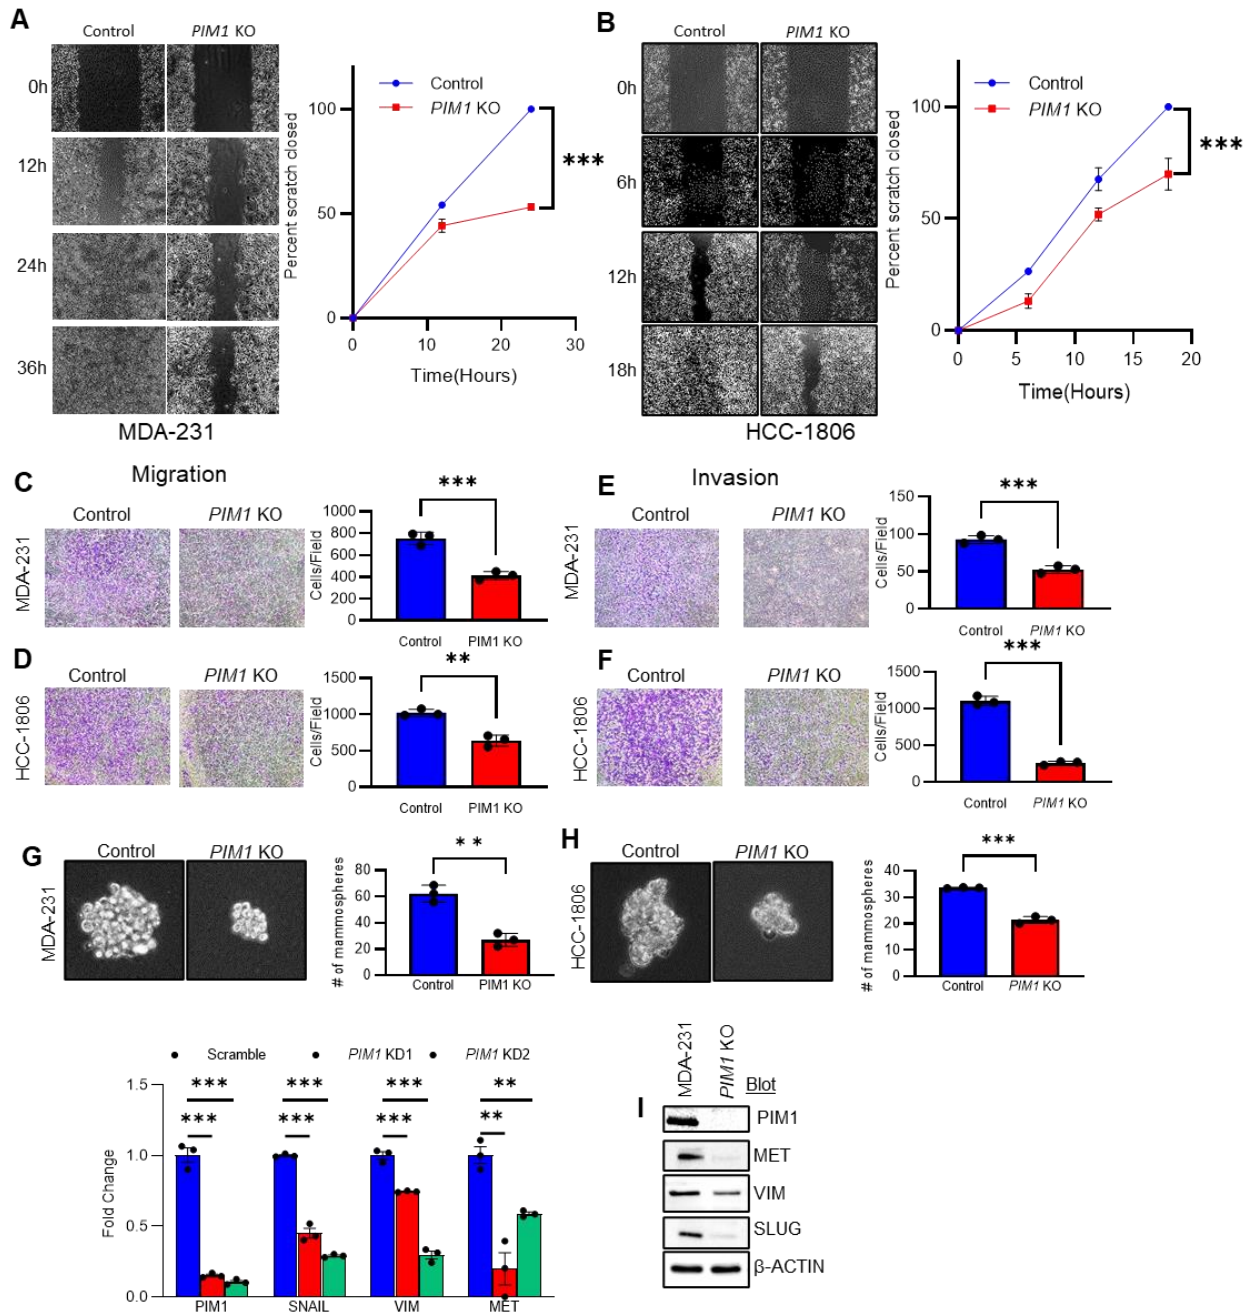 A
Control
PIM1 KO
0h
12h
24h
36h
MDA-231
Control
PIM1 KO
Percent scratch closed
100
50
0
0 10 20 30
Time(Hours)
***
B
Control
PIM1 KO
0h
6h
12h
18h
HCC-1806
Control
PIM1 KO
Percent scratch closed
100
50
0
0 5 10 15 20
Time(Hours)
***
Migration
C
Control
PIM1 KO
MDA-231
Cells/Field
1000
800
600
400
200
0
***
Control PIM1 KO
D
Control
PIM1 KO
HCC-1806
Cells/Field
1500
1000
500
0
**
Control PIM1 KO
Invasion
E
Control
PIM1 KO
MDA-231
Cells/Field
150
100
50
0
***
Control PIM1 KO
F
Control
PIM1 KO
HCC-1806
Cells/Field
1500
1000
500
0
***
Control PIM1 KO
G
Control
PIM1 KO
MDA-231
# of mammospheres
80
60
40
20
0
* *
Control PIM1 KO
H
Control
PIM1 KO
HCC-1806
# of mammospheres
40
30
20
10
0
***
Control PIM1 KO
Scramble PIM1 KD1 PIM1 KD2
Fold Change
1.5
1.0
0.5
0.0
*** *** *** **
*** *** *** **
PIM1 SNAIL VIM MET
I
MDA-231
PIM1 KO
Blot
PIM1
MET
VIM
SLUG
β-ACTIN